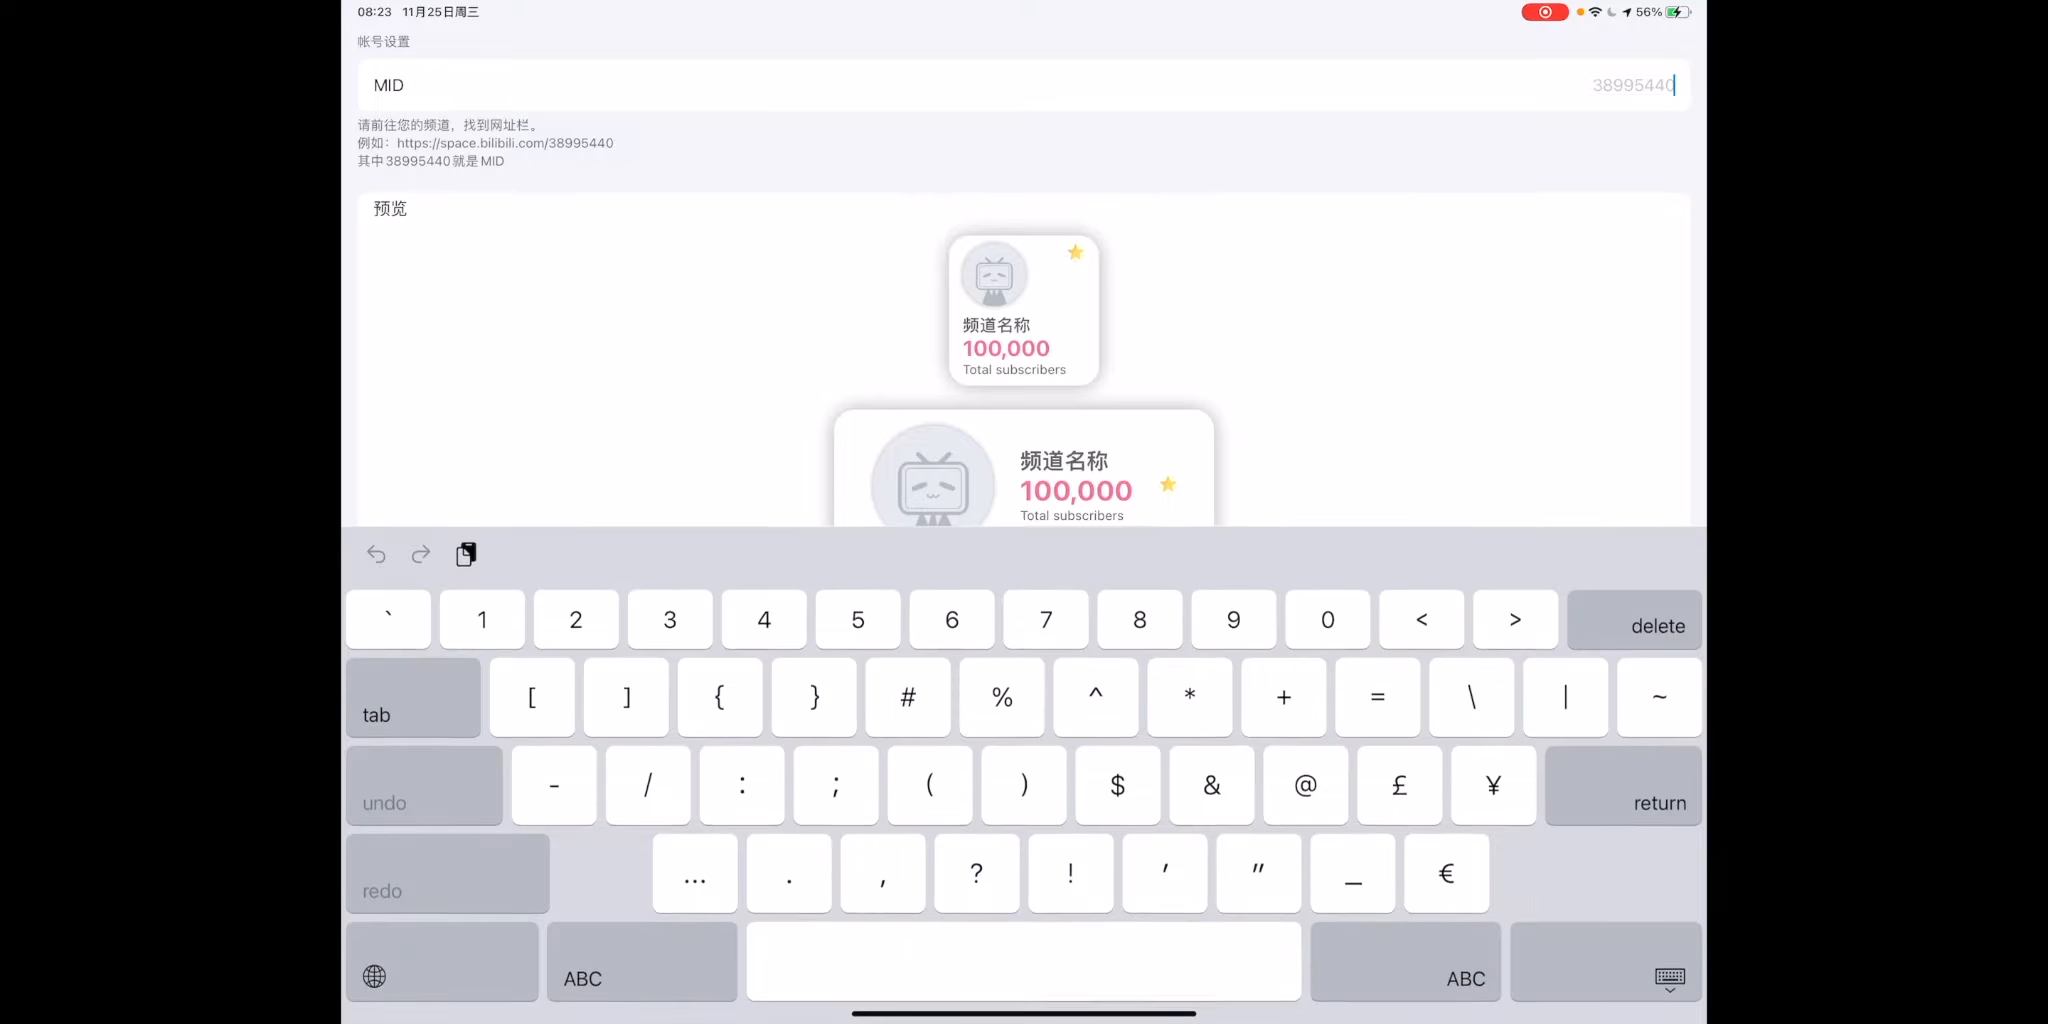 08:23 11月25日周三
56%
帐号设置
MID
38995440
请前往您的频道，找到网址栏。
例如：https://space.bilibili.com/38995440
其中38995440就是MID
预览
频道名称
100,000
Total subscribers
频道名称
100,000
Total subscribers
` 1 2 3 4 5 6 7 8 9 0 < > delete
tab [ ] { } # % ^ * + = \ | ~
undo - / : ; ( ) $ & @ £ ¥ return
redo ... . , ? ! ' " _ €
ABC ABC